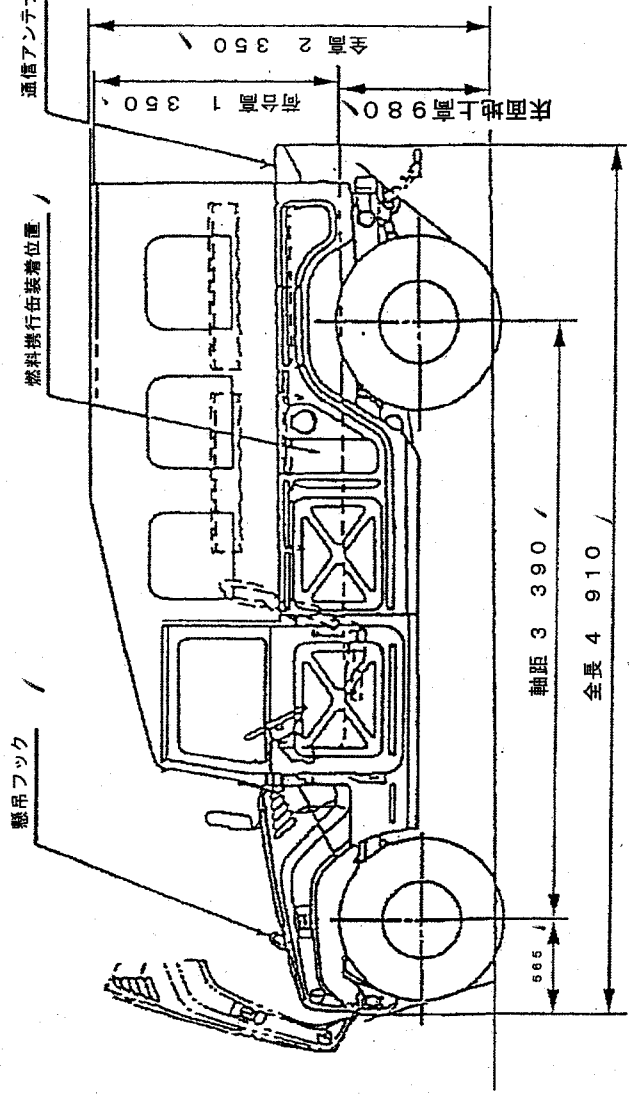 懸吊フック
燃料携行缶装着位置
通信アンテナ
全高 2 350
荷台高 1 350
床面地上高 980
軸距 3 390
全長 4 910
565